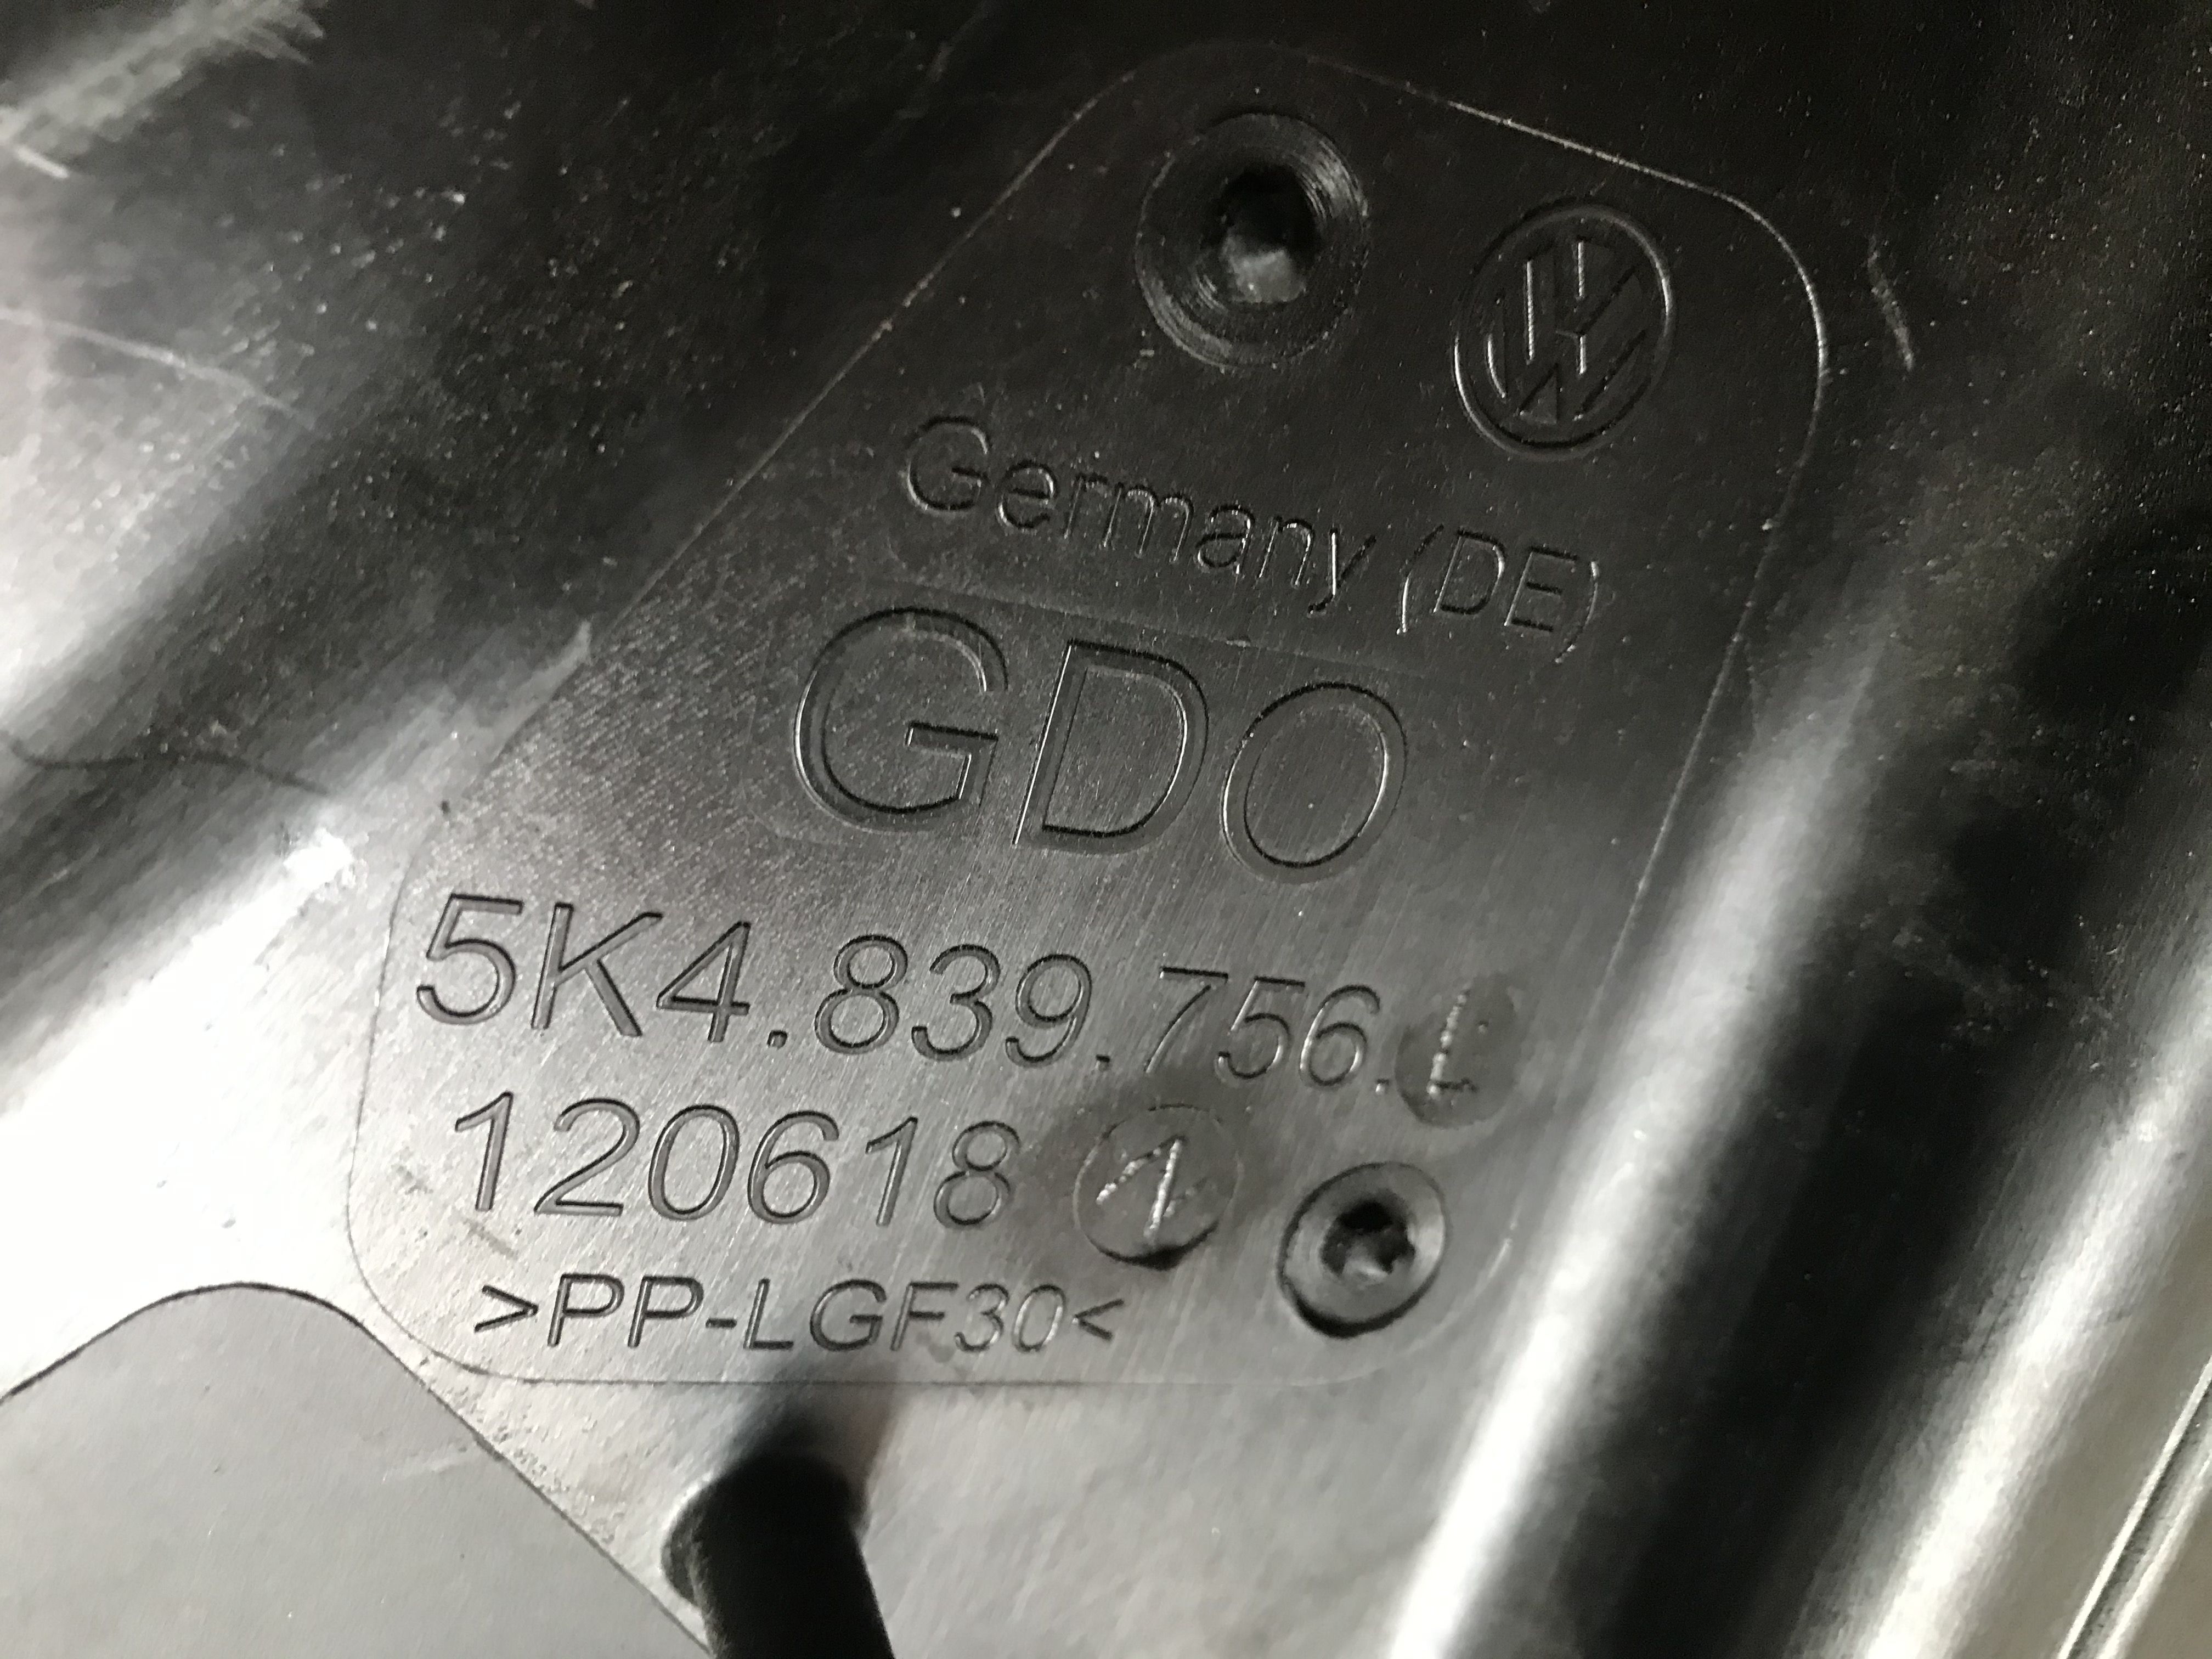 Germany (DE)
GDO
5K4.839.756.
120618
>PP-LGF30<